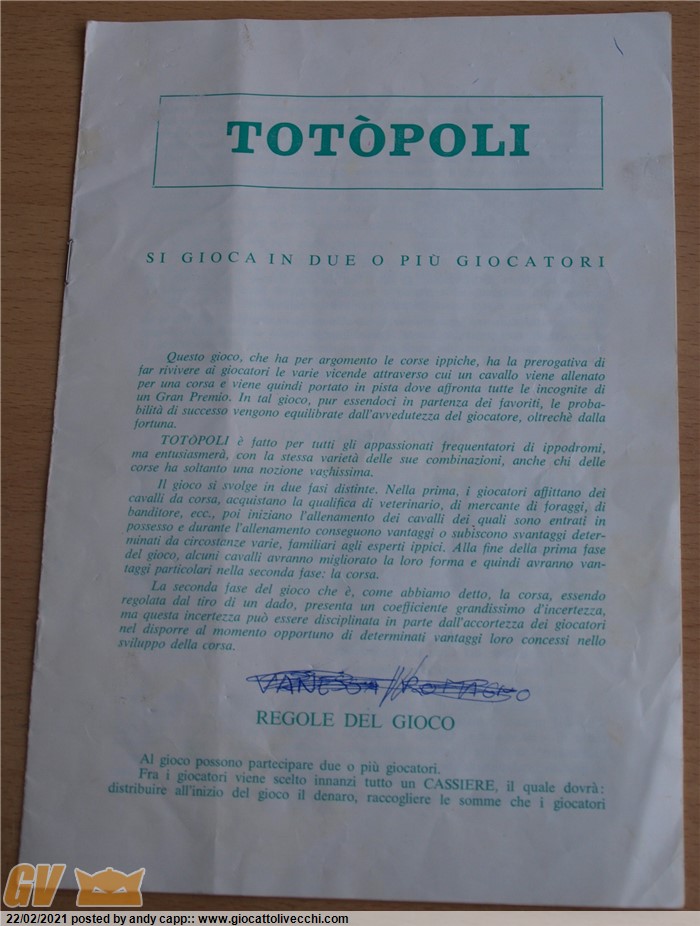 TOTÒPOLI
SI GIOCA IN DUE O PIÙ GIOCATORI
Questo gioco, che ha per argomento le corse ippiche, ha la prerogativa di
far rivivere ai giocatori le varie vicende attraverso cui un cavallo viene allenato
per una corsa e viene quindi portato in pista dove affronta tutte le incognite di
un Gran Premio. In tal gioco, pur essendoci in partenza dei favoriti, le proba-
bilità di successo vengono equilibrate dall'avvedutezza del giocatore, oltrechè dalla
fortuna.
TOTÒPOLI è fatto per tutti gli appassionati frequentatori di ippodromi,
ma entusiasmerà, con la stessa varietà delle sue combinazioni, anche chi delle
corse ha soltanto una nozione vaghissima.
Il gioco si svolge in due fasi distinte. Nella prima, i giocatori affittano dei
cavalli da corsa, acquistano la qualifica di veterinario, di mercante di foraggi, di
banditore, ecc., poi iniziano l'allenamento dei cavalli dei quali sono entrati in
possesso e durante l'allenamento conseguono vantaggi o subiscono svantaggi deter-
minati da circostanze varie, familiari agli esperti ippici. Alla fine della prima fase
del gioco, alcuni cavalli avranno migliorato la loro forma e quindi avranno van-
taggi particolari nella seconda fase: la corsa.
La seconda fase del gioco che è, come abbiamo detto, la corsa, essendo
regolata dal tiro di un dado, presenta un coefficiente grandissimo d'incertezza,
ma questa incertezza può essere disciplinata in parte dall'accortezza dei giocatori
nel disporre al momento opportuno di determinati vantaggi loro concessi nello
sviluppo della corsa.
VANESSA
REGOLE DEL GIOCO
Al gioco possono partecipare due o più giocatori.
Fra i giocatori viene scelto innanzi tutto un CASSIERE, il quale dovrà:
distribuire all'inizio del gioco il denaro, raccogliere le somme che i giocatori
GV
22/02/2021 posted by andy capp:: www.giocattolivecchi.com